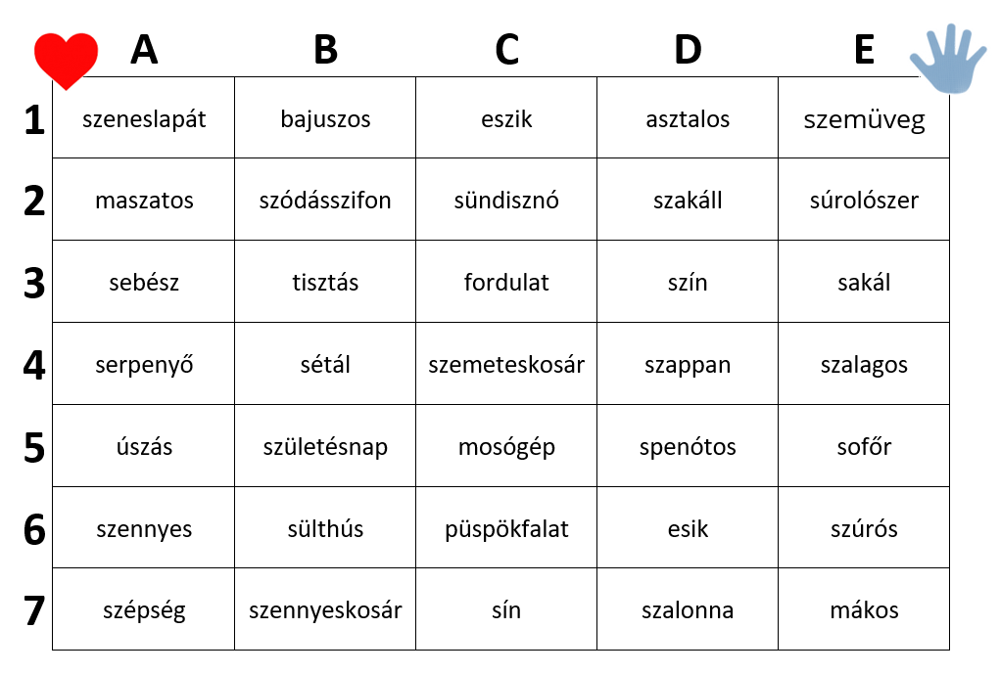 A B C D E
1 szeneslapát bajuszos eszik asztalos szemüveg
2 maszatos szódásszifon sündisznó szakáll súrolószer
3 sebész tisztás fordulat szín sakál
4 serpenyő sétál szemeteskosár szappan szalagos
5 úszás születésnap mosógép spenótos sofőr
6 szennyes sülthús püspökfalat esik szúrós
7 szépség szennyeskosár sín szalonna mákos